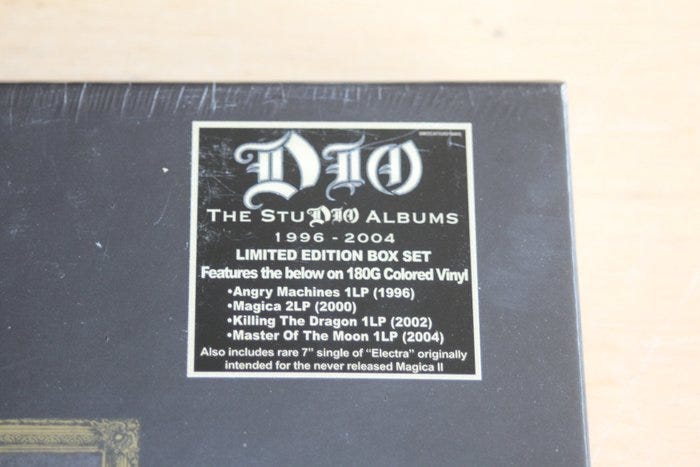 DIO
THE STUDIO ALBUMS
1996 - 2004
LIMITED EDITION BOX SET
Features the below on 180G Colored Vinyl
•Angry Machines 1LP (1996)
•Magica 2LP (2000)
•Killing The Dragon 1LP (2002)
•Master Of The Moon 1LP (2004)
Also includes rare 7" single of "Electra" originally
intended for the never released Magica II